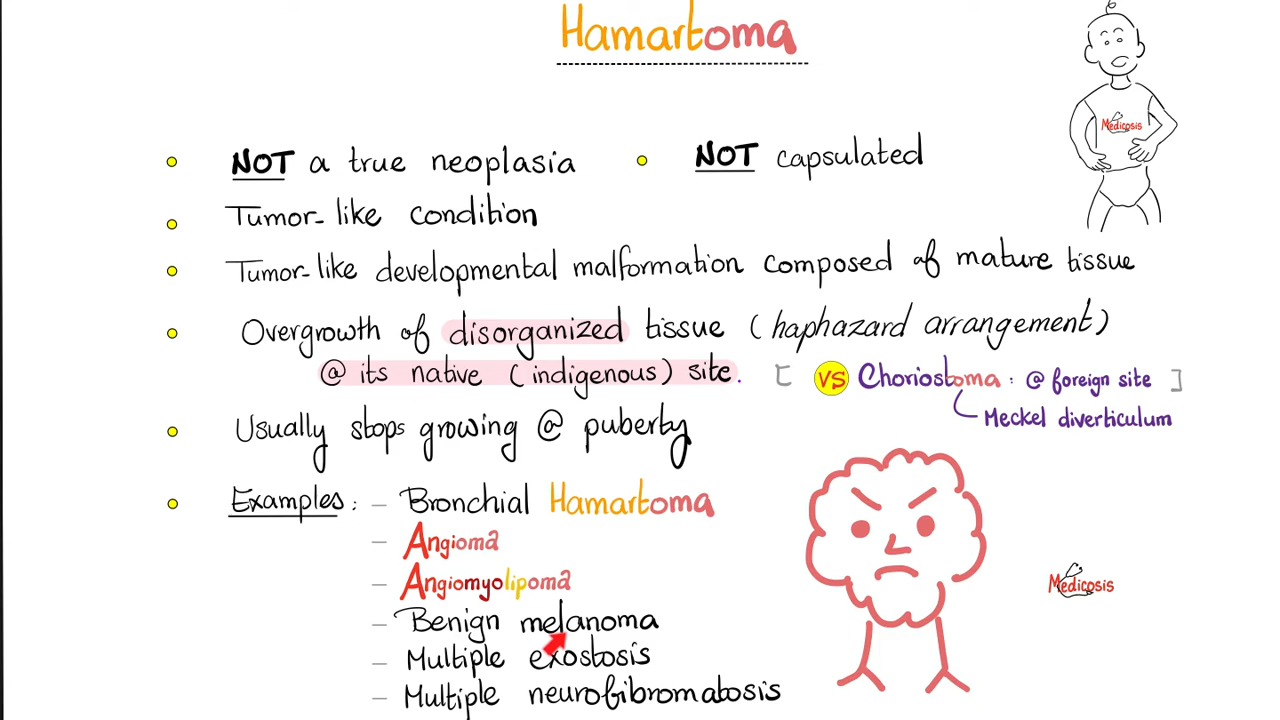 Hamartoma
Medicosis
NOT a true neoplasia
NOT capsulated
Tumor-like condition
Tumor-like developmental malformation composed of mature tissue
Overgrowth of disorganized tissue (haphazard arrangement)
@ its native (indigenous) site. [ VS Choriostoma: @ foreign site ]
Meckel diverticulum
Usually stops growing @ puberty
Examples: - Bronchial Hamartoma
- Angioma
- Angiomyolipoma
- Benign melanoma
- Multiple exostosis
- Multiple neurofibromatosis
Medicosis